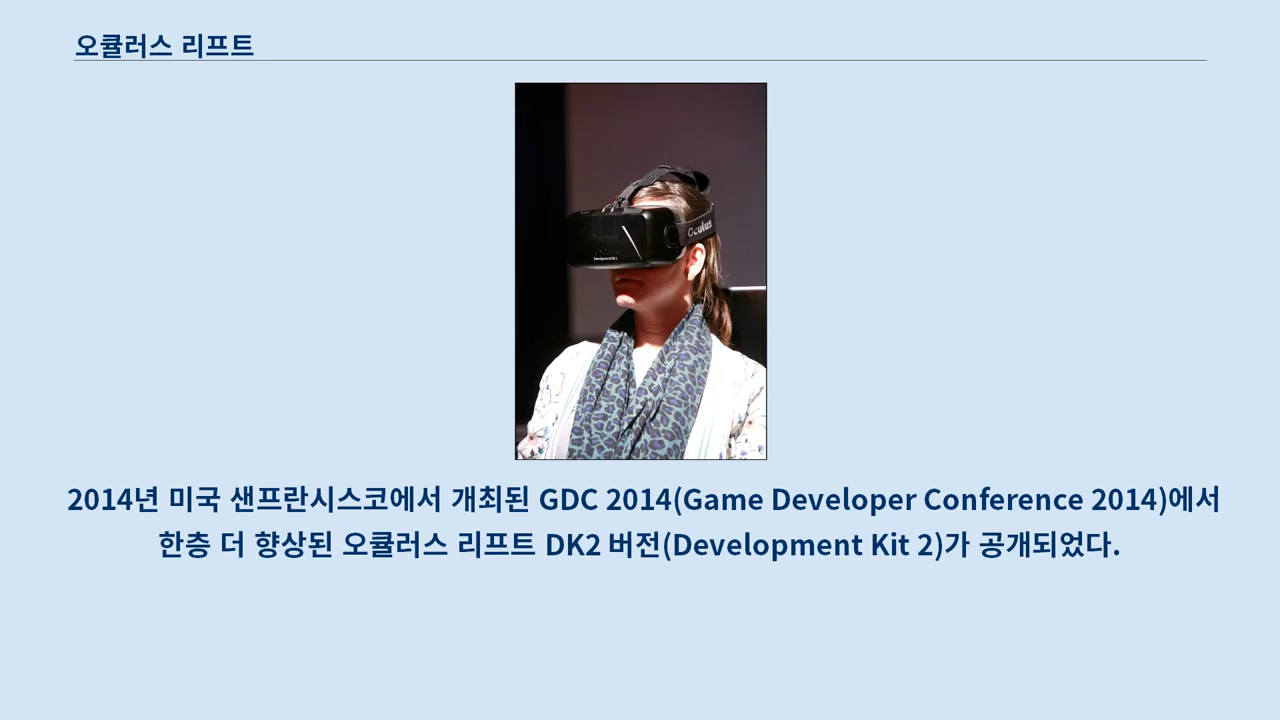 오큘러스 리프트
Oculus
Development Kit 2
2014년 미국 샌프란시스코에서 개최된 GDC 2014(Game Developer Conference 2014)에서
한층 더 향상된 오큘러스 리프트 DK2 버전(Development Kit 2)가 공개되었다.